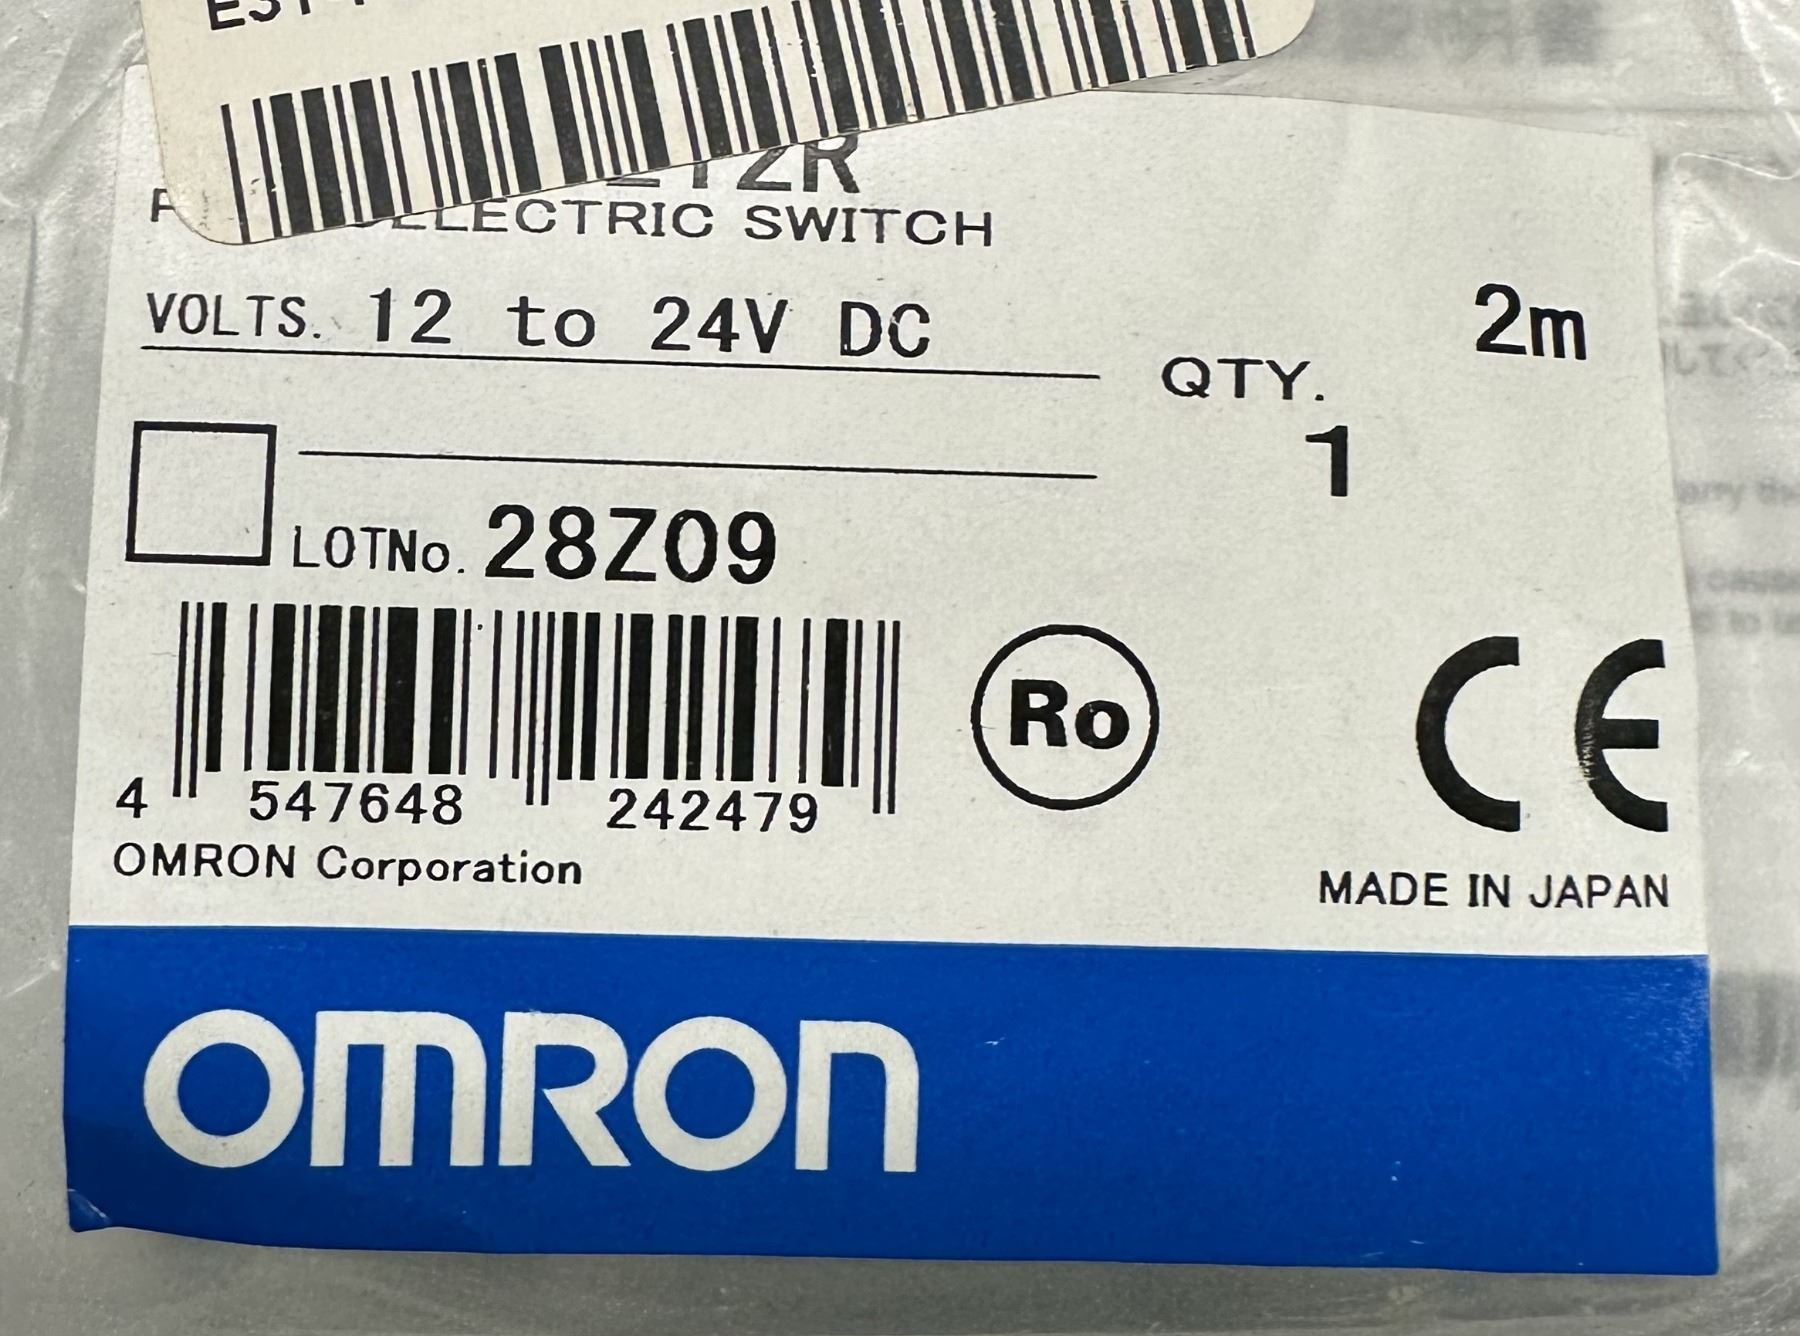 SWITCH
VOLTS. 12 to 24V DC
2m
QTY.
1
LOTNo. 28Z09
4 547648 242479
Ro
CE
OMRON Corporation
MADE IN JAPAN
OMRON